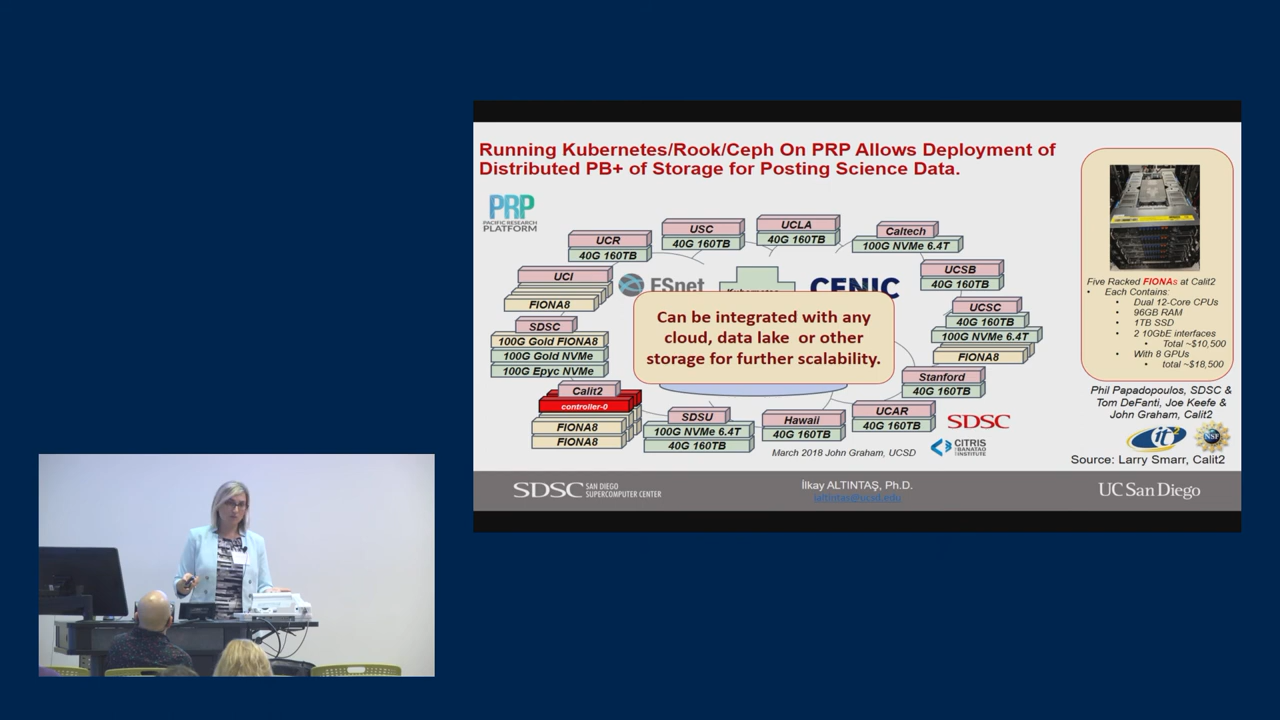 Running Kubernetes/Rook/Ceph On PRP Allows Deployment of
Distributed PB+ of Storage for Posting Science Data.
PRP
PACIFIC RESEARCH
PLATFORM
UCR
40G 160TB
USC
40G 160TB
UCLA
40G 160TB
Caltech
100G NVMe 6.4T
UCI
FIONA8
ESnet
CENIC
UCSB
40G 160TB
SDSC
100G Gold FIONA8
100G Gold NVMe
100G Epyc NVMe
Can be integrated with any
cloud, data lake or other
storage for further scalability.
UCSC
40G 160TB
100G NVMe 6.4T
FIONA8
Calit2
controller-0
FIONA8
FIONA8
SDSU
100G NVMe 6.4T
40G 160TB
Hawaii
40G 160TB
UCAR
40G 160TB
Stanford
40G 160TB
SDSC
March 2018 John Graham, UCSD
CITRIS
BANATAO
INSTITUTE
Five Racked FIONAs at Calit2
• Each Contains:
• Dual 12-Core CPUs
• 96GB RAM
• 1TB SSD
• 2 10GbE interfaces
• Total ~$10,500
• With 8 GPUs
• total ~$18,500
Phil Papadopoulos, SDSC &
Tom DeFanti, Joe Keefe &
John Graham, Calit2
NSF
Source: Larry Smarr, Calit2
SDSC SAN DIEGO
SUPERCOMPUTER CENTER
İlkay ALTINTAŞ, Ph.D.
ialtintas@ucsd.edu
UC San Diego